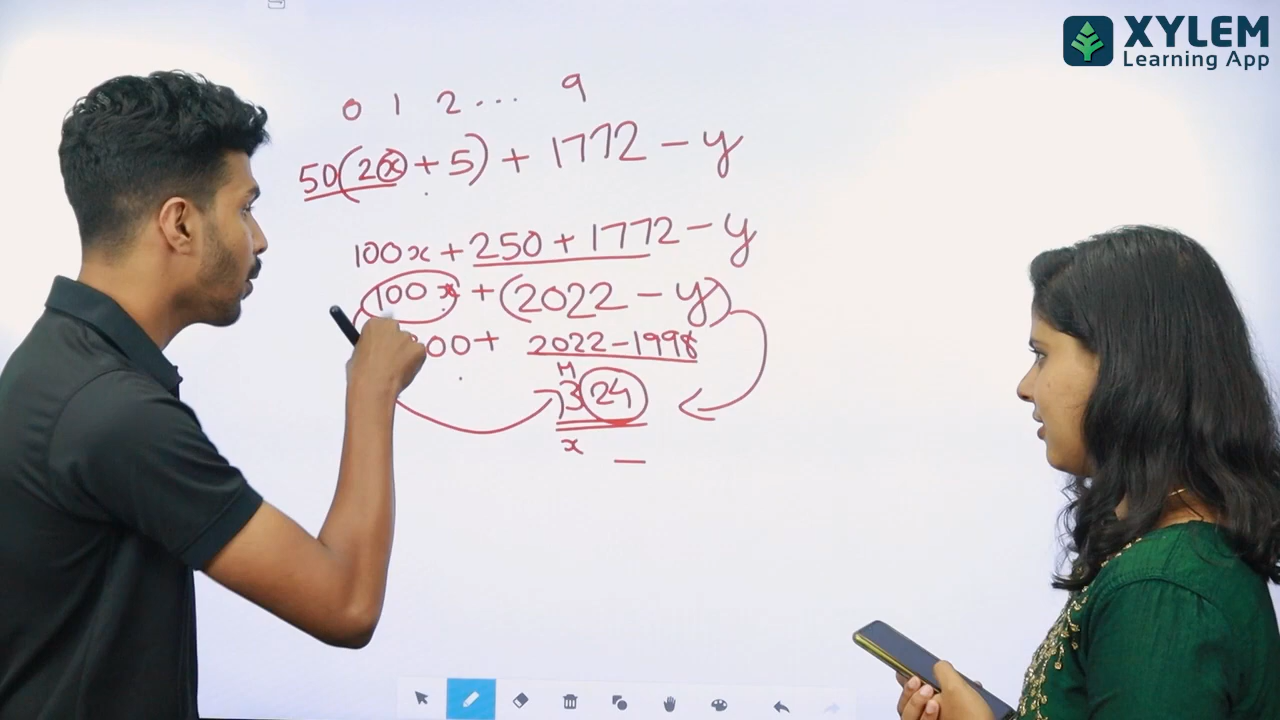 XYLEM
Learning App
0 1 2 ... 9
50(2x + 5) + 1772 - y
100x + 250 + 1772 - y
100x + (2022 - y)
00 + 2022 - 1998
H
324
x